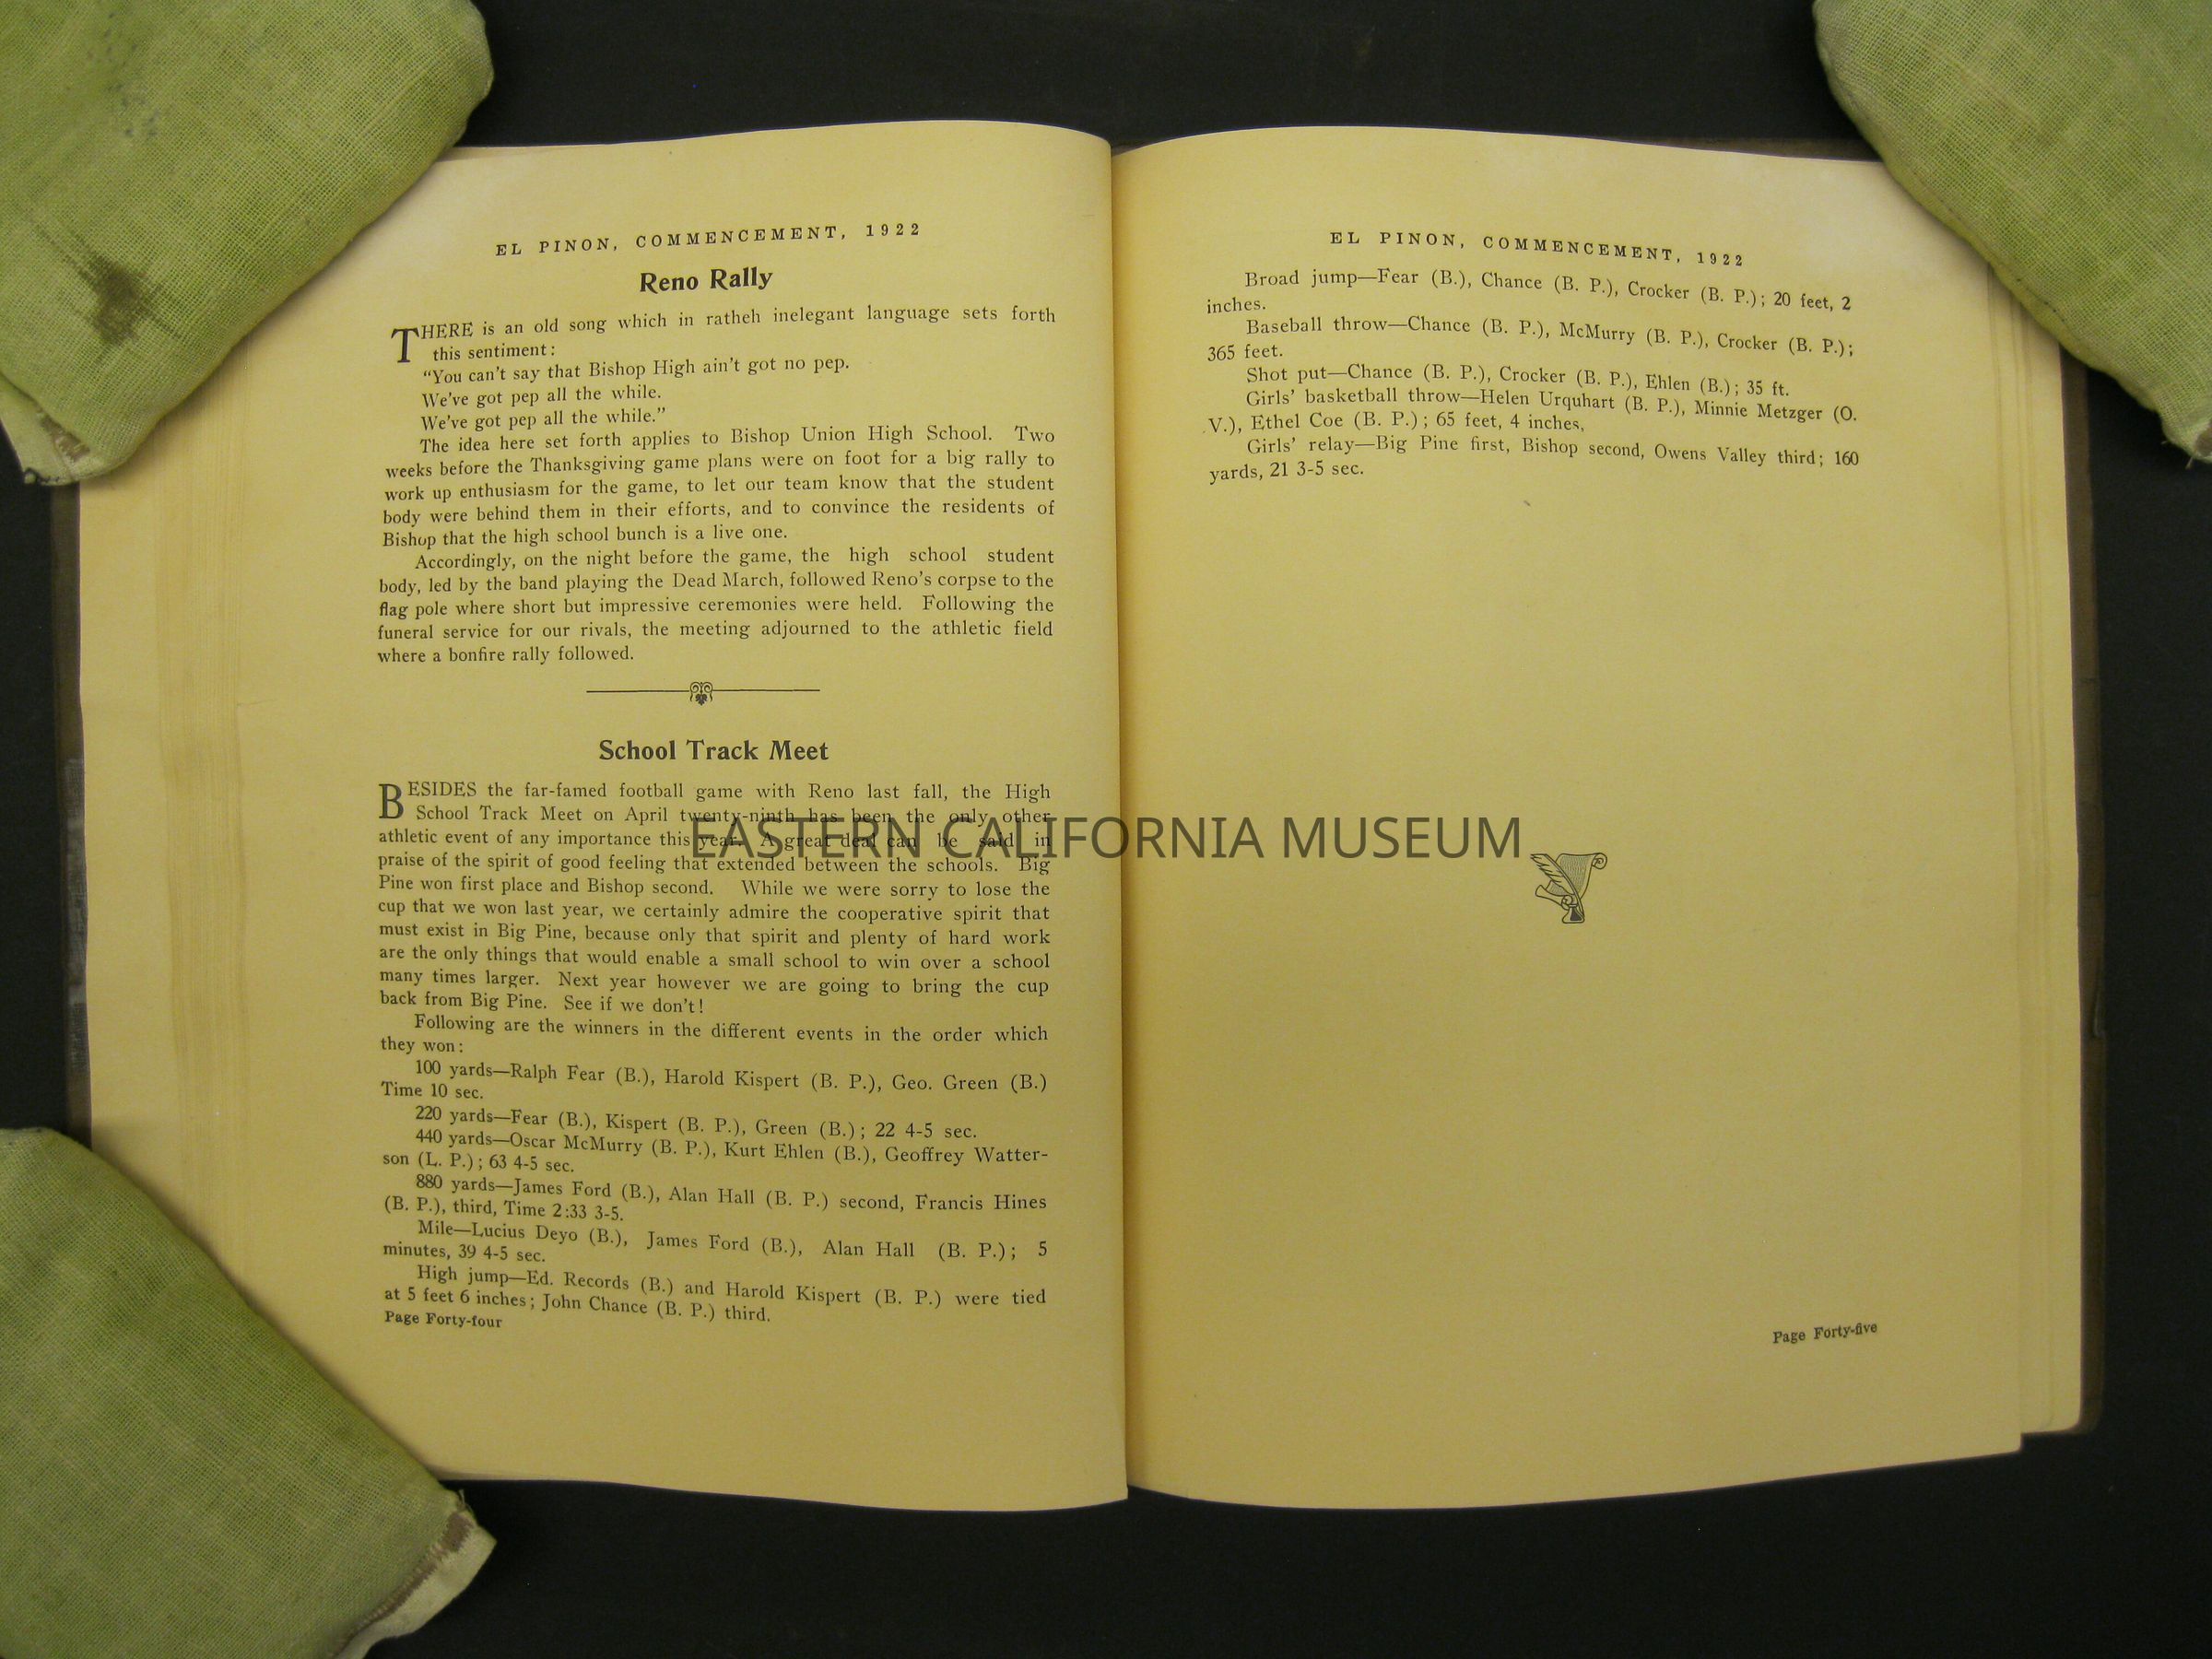 EL PINON, COMMENCEMENT, 1922
Reno Rally
THERE is an old song which in ratheh inelegant language sets forth
this sentiment:
"You can't say that Bishop High ain't got no pep.
We've got pep all the while.
We've got pep all the while."
The idea here set forth applies to Bishop Union High School. Two
weeks before the Thanksgiving game plans were on foot for a big rally to
work up enthusiasm for the game, to let our team know that the student
body were behind them in their efforts, and to convince the residents of
Bishop that the high school bunch is a live one.
Accordingly, on the night before the game, the high school student
body, led by the band playing the Dead March, followed Reno's corpse to the
flag pole where short but impressive ceremonies were held. Following the
funeral service for our rivals, the meeting adjourned to the athletic field
where a bonfire rally followed.
School Track Meet
BESIDES the far-famed football game with Reno last fall, the High
School Track Meet on April twenty-ninth has been the only other
athletic event of any importance this year. A great deal can be said in
praise of the spirit of good feeling that extended between the schools. Big
Pine won first place and Bishop second. While we were sorry to lose the
cup that we won last year, we certainly admire the cooperative spirit that
must exist in Big Pine, because only that spirit and plenty of hard work
are the only things that would enable a small school to win over a school
many times larger. Next year however we are going to bring the cup
back from Big Pine. See if we don't!
Following are the winners in the different events in the order which
they won:
100 yards—Ralph Fear (B.), Harold Kispert (B. P.), Geo. Green (B.)
Time 10 sec.
220 yards—Fear (B.), Kispert (B. P.), Green (B.); 22 4-5 sec.
440 yards—Oscar McMurry (B. P.), Kurt Ehlen (B.), Geoffrey Watter-
son (L. P.); 63 4-5 sec.
880 yards—James Ford (B.), Alan Hall (B. P.) second, Francis Hines
(B. P.), third, Time 2:33 3-5.
Mile—Lucius Deyo (B.), James Ford (B.), Alan Hall (B. P.); 5
minutes, 39 4-5 sec.
High jump—Ed. Records (B.) and Harold Kispert (B. P.) were tied
at 5 feet 6 inches; John Chance (B. P.) third.
Page Forty-four
EL PINON, COMMENCEMENT, 1922
Broad jump—Fear (B.), Chance (B. P.), Crocker (B. P.); 20 feet, 2
inches.
Baseball throw—Chance (B. P.), McMurry (B. P.), Crocker (B. P.);
365 feet.
Shot put—Chance (B. P.), Crocker (B. P.), Ehlen (B.); 35 ft.
Girls' basketball throw—Helen Urquhart (B. P.), Minnie Metzger (O.
V.), Ethel Coe (B. P.); 65 feet, 4 inches,
Girls' relay—Big Pine first, Bishop second, Owens Valley third; 160
yards, 21 3-5 sec.
Page Forty-five
EASTERN CALIFORNIA MUSEUM